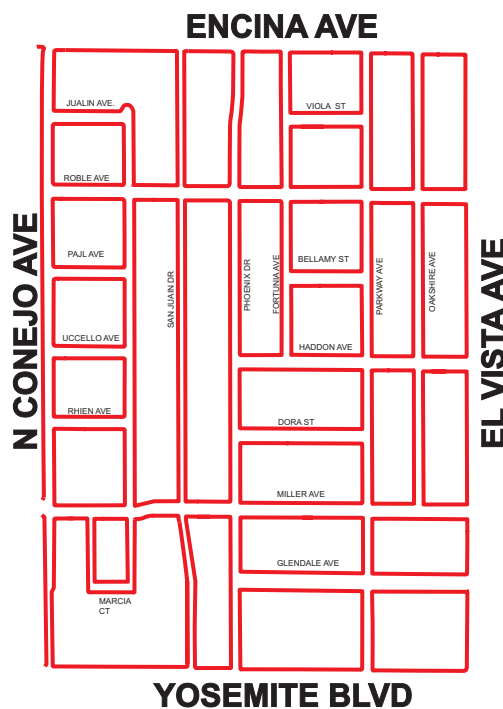 ENCINA AVE
JUALIN AVE.
VIOLA ST
ROBLE AVE
N CONEJO AVE
PAJL AVE
SAN JUAIN DR
PHOENIX DR
FORTUNIA AVE
BELLAMY ST
PARKWAY AVE
OAKSHIRE AVE
EL VISTA AVE
UCCELLO AVE
HADDON AVE
RHIEN AVE
DORA ST
MILLER AVE
GLENDALE AVE
MARCIA
CT
YOSEMITE BLVD